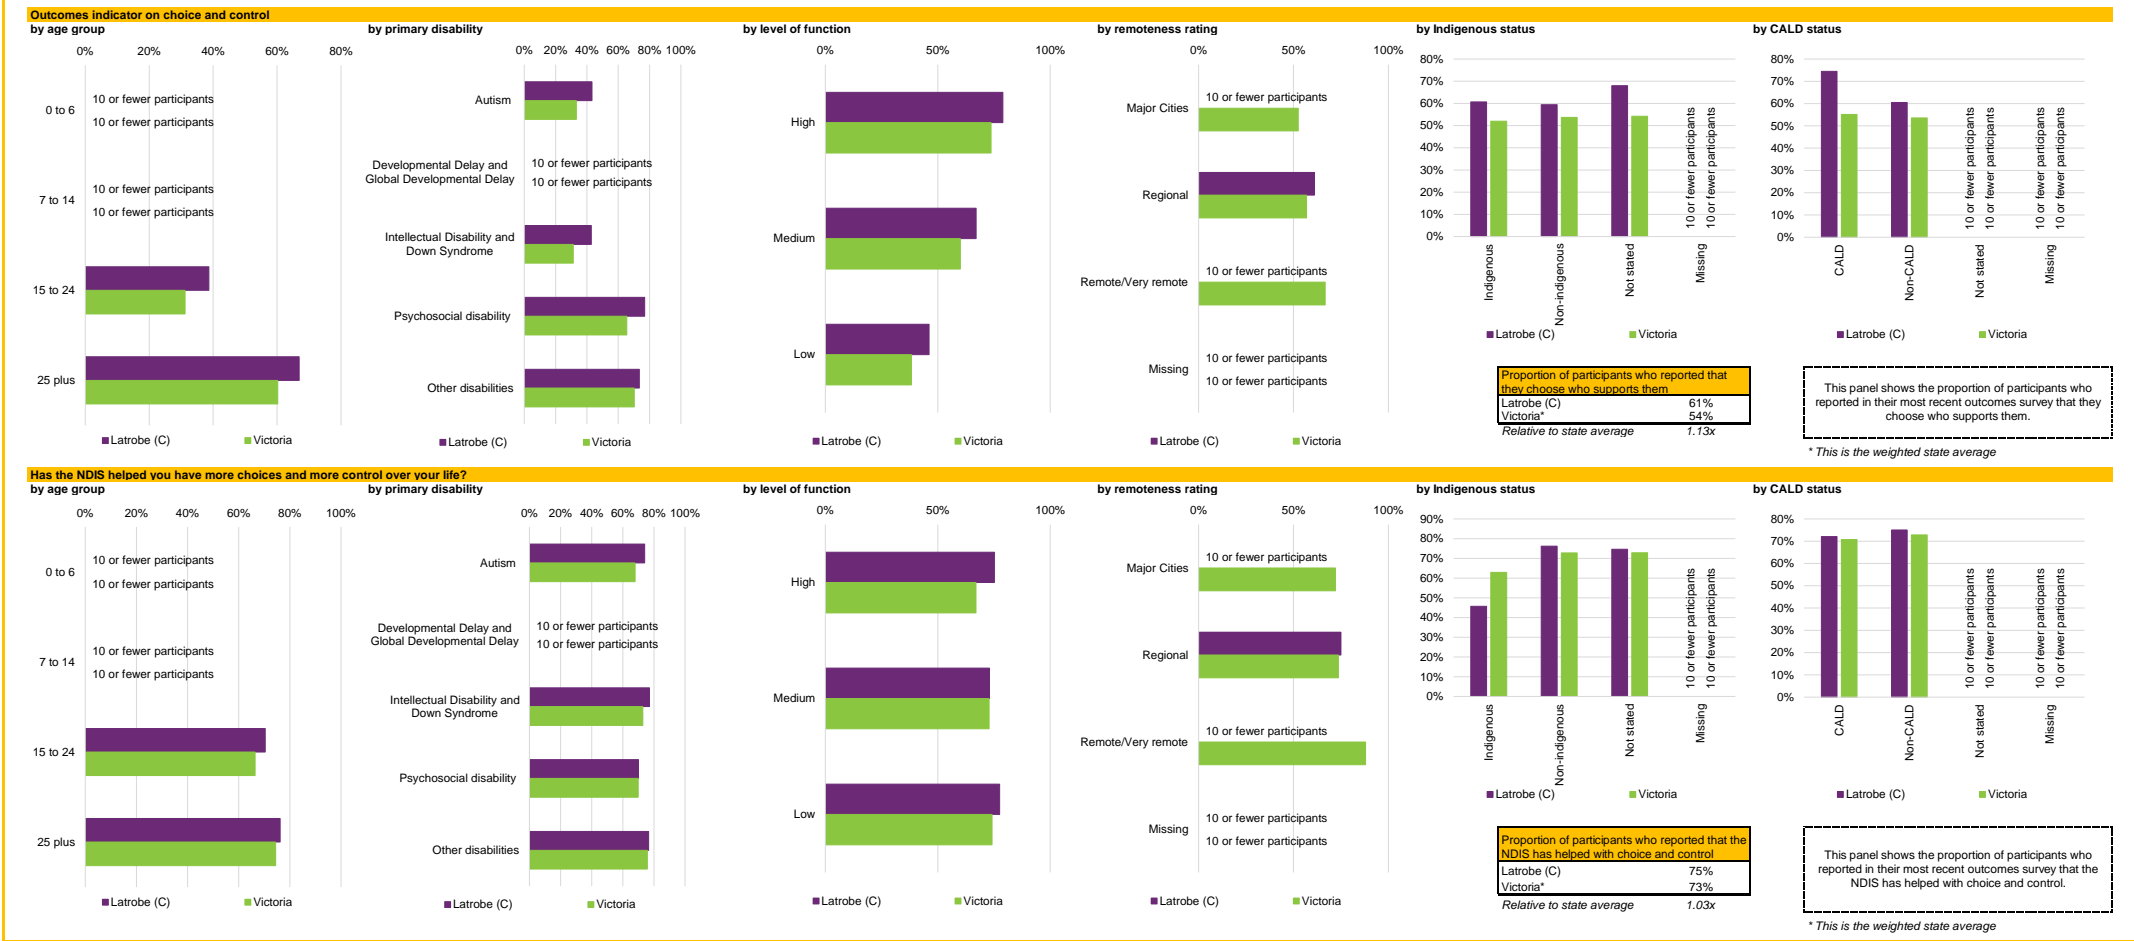 Outcomes indicator on choice and control
by age group
0%
20%
40%
60%
80%
0 to 6
10 or fewer participants
10 or fewer participants
7 to 14
10 or fewer participants
10 or fewer participants
15 to 24
25 plus
Latrobe (C)
Victoria
by primary disability
0%
20%
40%
60%
80%
100%
Autism
Developmental Delay and
Global Developmental Delay
10 or fewer participants
10 or fewer participants
Intellectual Disability and
Down Syndrome
Psychosocial disability
Other disabilities
Latrobe (C)
Victoria
by level of function
0%
50%
100%
High
Medium
Low
Latrobe (C)
Victoria
by remoteness rating
0%
50%
100%
Major Cities
10 or fewer participants
Regional
Remote/Very remote
10 or fewer participants
Missing
10 or fewer participants
10 or fewer participants
Latrobe (C)
Victoria
by Indigenous status
80%
70%
60%
50%
40%
30%
20%
10%
0%
10 or fewer participants
10 or fewer participants
Indigenous
Non-indigenous
Not stated
Missing
Latrobe (C)
Victoria
Proportion of participants who reported that
they choose who supports them
Latrobe (C) 61%
Victoria* 54%
Relative to state average 1.13x
by CALD status
80%
70%
60%
50%
40%
30%
20%
10%
0%
10 or fewer participants
10 or fewer participants
10 or fewer participants
10 or fewer participants
CALD
Non-CALD
Not stated
Missing
Latrobe (C)
Victoria
This panel shows the proportion of participants who
reported in their most recent outcomes survey that they
choose who supports them.
* This is the weighted state average
Has the NDIS helped you have more choices and more control over your life?
by age group
0%
20%
40%
60%
80%
100%
0 to 6
10 or fewer participants
10 or fewer participants
7 to 14
10 or fewer participants
10 or fewer participants
15 to 24
25 plus
Latrobe (C)
Victoria
by primary disability
0%
20%
40%
60%
80%
100%
Autism
Developmental Delay and
Global Developmental Delay
10 or fewer participants
10 or fewer participants
Intellectual Disability and
Down Syndrome
Psychosocial disability
Other disabilities
Latrobe (C)
Victoria
by level of function
0%
50%
100%
High
Medium
Low
Latrobe (C)
Victoria
by remoteness rating
0%
50%
100%
Major Cities
10 or fewer participants
Regional
Remote/Very remote
10 or fewer participants
Missing
10 or fewer participants
10 or fewer participants
Latrobe (C)
Victoria
by Indigenous status
90%
80%
70%
60%
50%
40%
30%
20%
10%
0%
10 or fewer participants
10 or fewer participants
Indigenous
Non-indigenous
Not stated
Missing
Latrobe (C)
Victoria
Proportion of participants who reported that the
NDIS has helped with choice and control
Latrobe (C) 75%
Victoria* 73%
Relative to state average 1.03x
by CALD status
80%
70%
60%
50%
40%
30%
20%
10%
0%
10 or fewer participants
10 or fewer participants
10 or fewer participants
10 or fewer participants
CALD
Non-CALD
Not stated
Missing
Latrobe (C)
Victoria
This panel shows the proportion of participants who
reported in their most recent outcomes survey that the
NDIS has helped with choice and control.
* This is the weighted state average